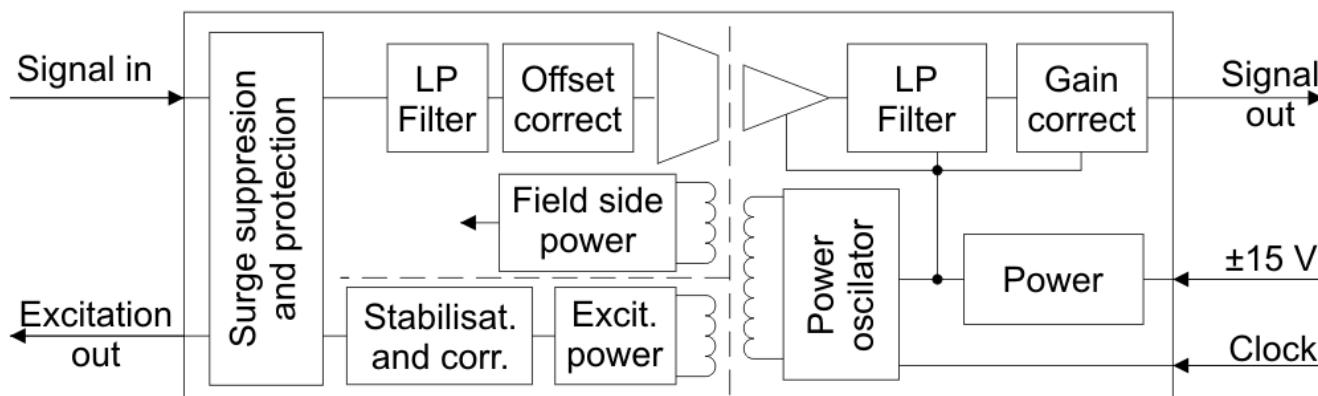 Signal in
Surge suppresion
and protection
LP
Filter
Offset
correct
LP
Filter
Gain
correct
Signal
out
Field side
power
Power
oscilator
Power
±15 V
Excitation
out
Stabilisat.
and corr.
Excit.
power
Clock